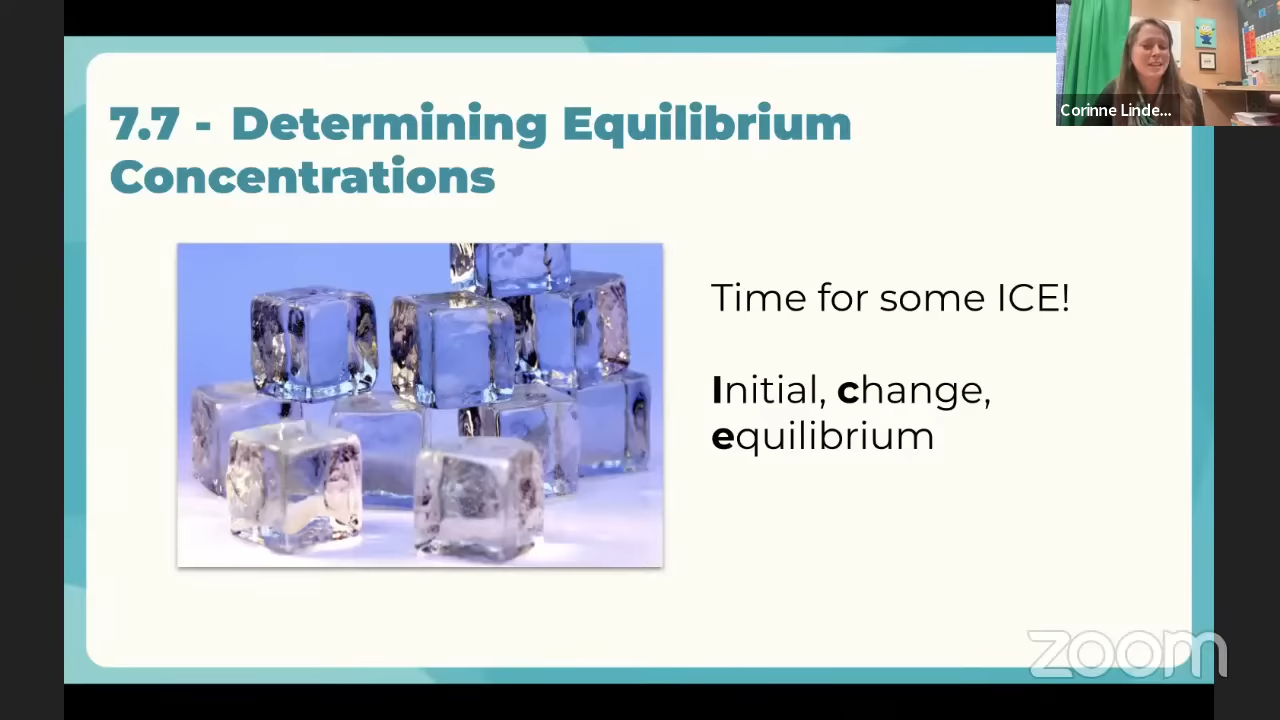 7.7 - Determining Equilibrium
Concentrations
Time for some ICE!
Initial, change,
equilibrium
Corinne Linde...
zoom